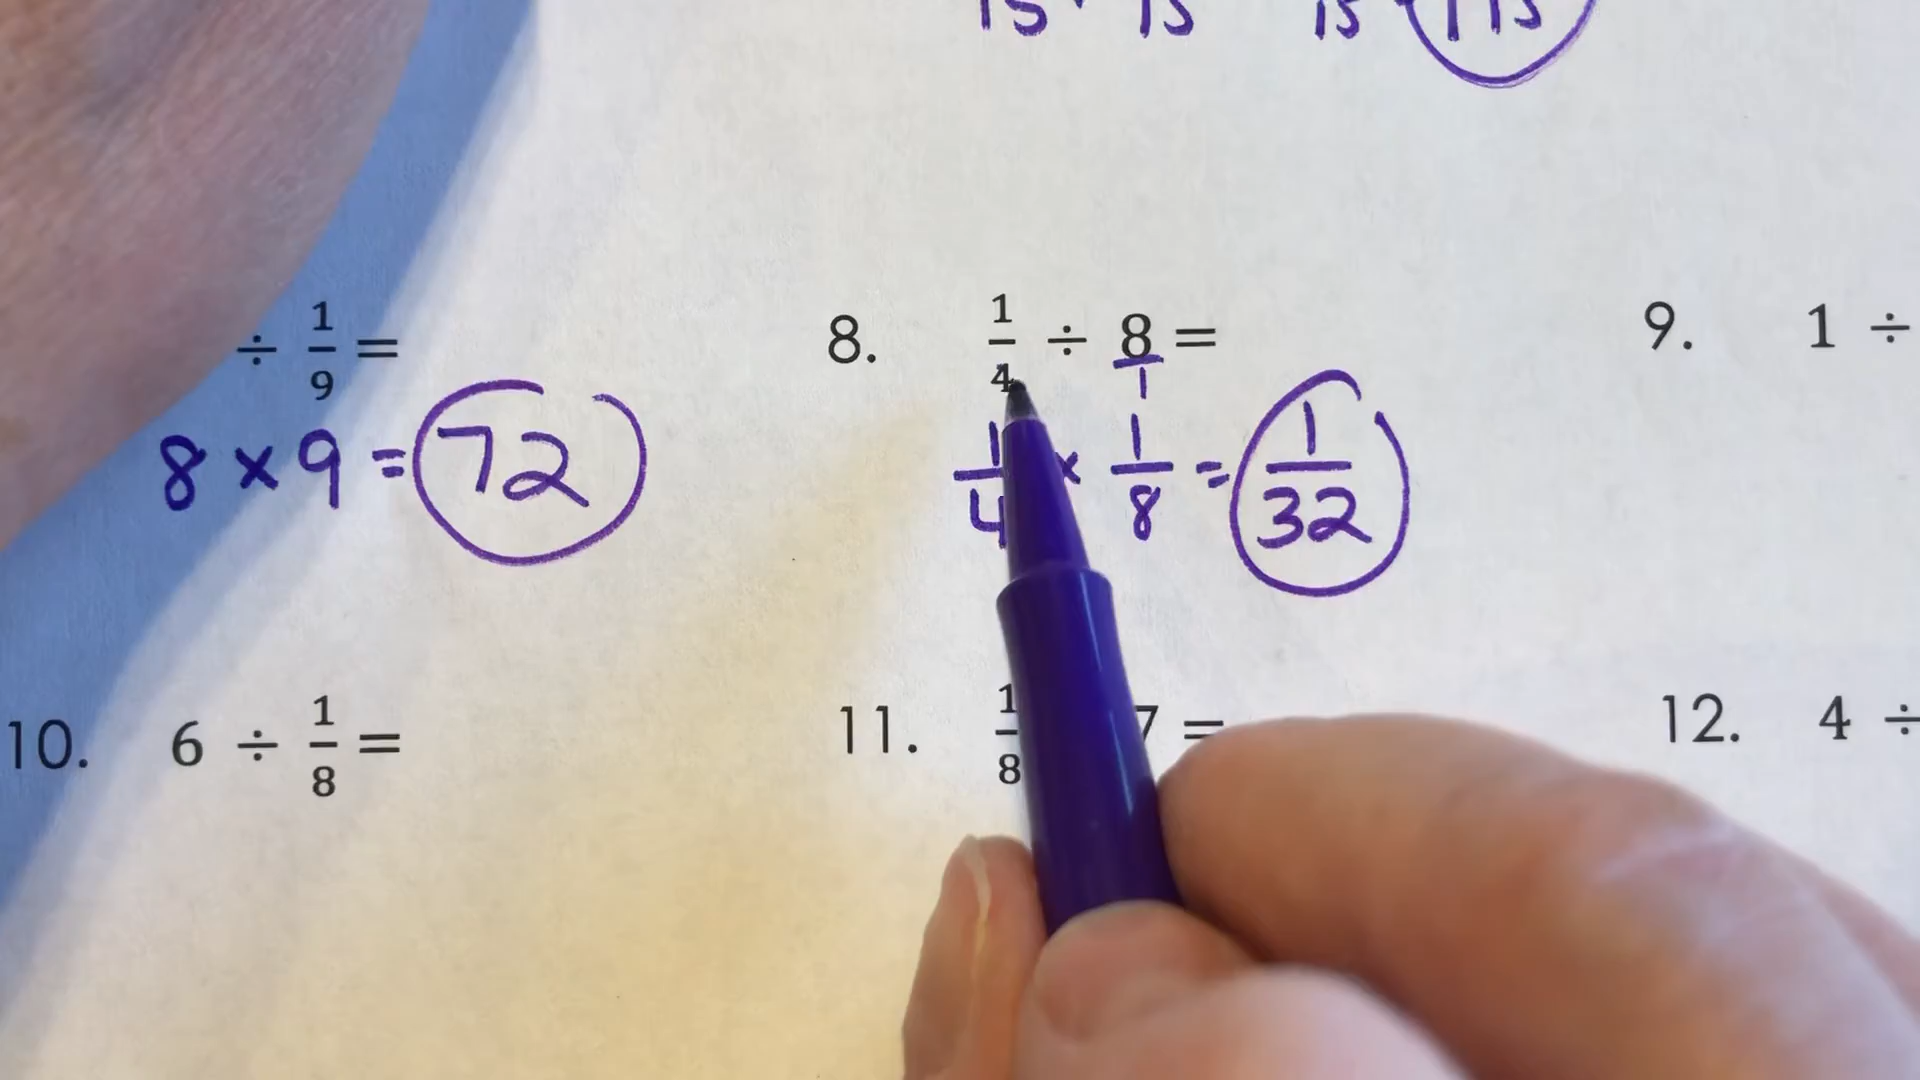 15 15 15
÷ 1/9 =
8 × 9 = 72
8. 1/4 ÷ 8/1 =
1/4 × 1/8 = 1/32
9. 1 ÷
10. 6 ÷ 1/8 =
11. 1/8 7 =
12. 4 ÷